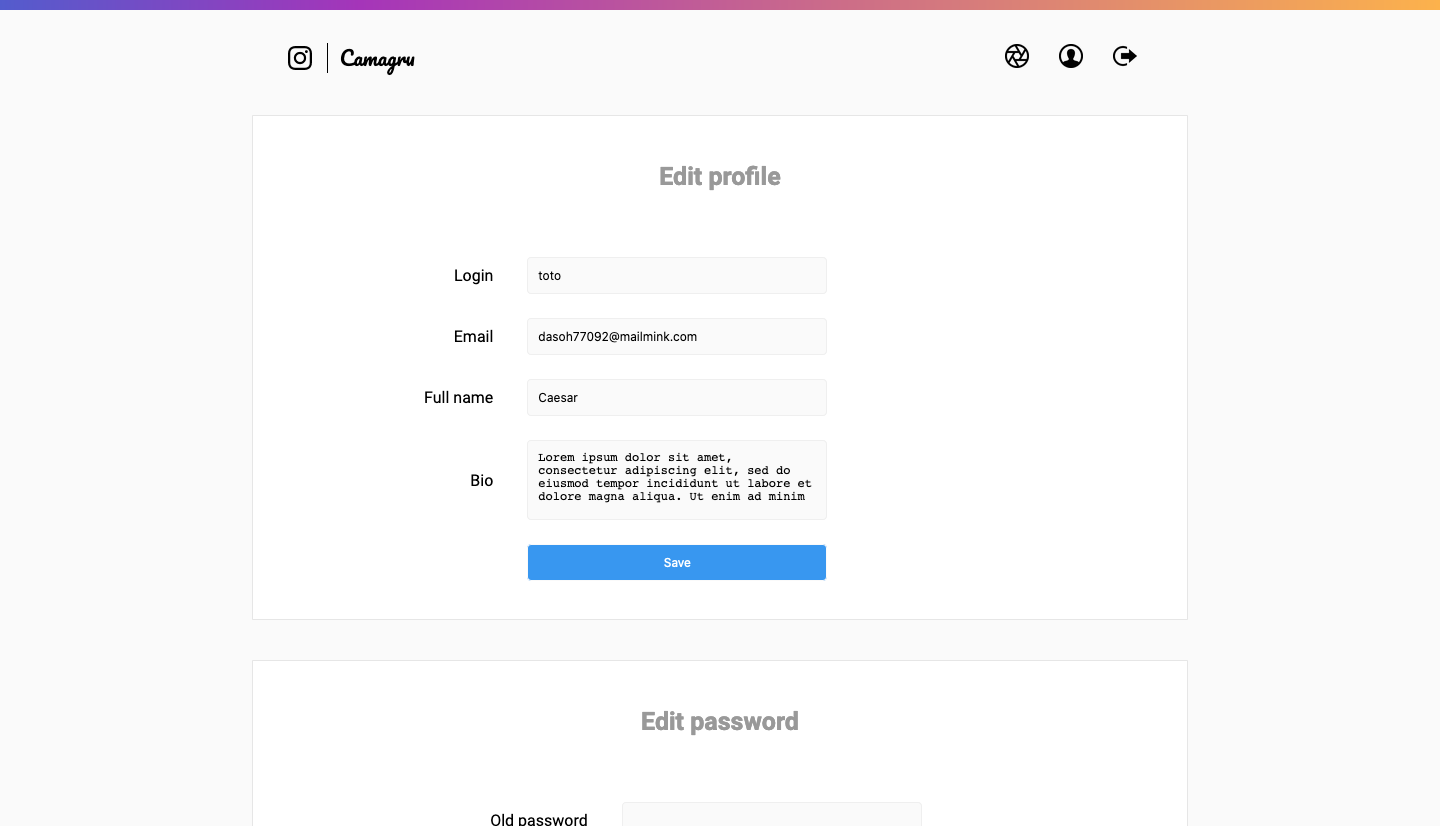 Camagru
Edit profile
Login
toto
Email
dasoh77092@mailmink.com
Full name
Caesar
Bio
Lorem ipsum dolor sit amet,
consectetur adipiscing elit, sed do
eiusmod tempor incididunt ut labore et
dolore magna aliqua. Ut enim ad minim
Save
Edit password
Old password